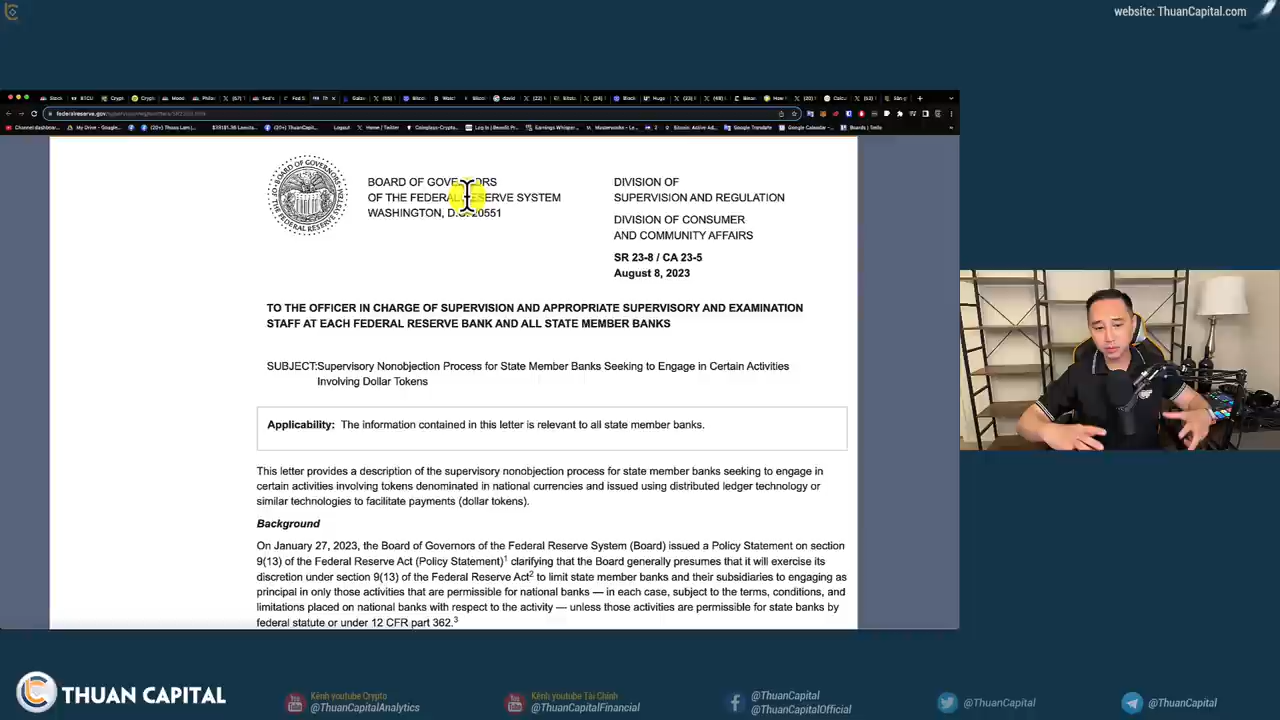 website: ThuanCapital.com
BOARD OF GOVERNORS
OF THE FEDERAL RESERVE SYSTEM
WASHINGTON, D.C. 20551
DIVISION OF
SUPERVISION AND REGULATION
DIVISION OF CONSUMER
AND COMMUNITY AFFAIRS
SR 23-8 / CA 23-5
August 8, 2023
TO THE OFFICER IN CHARGE OF SUPERVISION AND APPROPRIATE SUPERVISORY AND EXAMINATION
STAFF AT EACH FEDERAL RESERVE BANK AND ALL STATE MEMBER BANKS
SUBJECT:Supervisory Nonobjection Process for State Member Banks Seeking to Engage in Certain Activities
Involving Dollar Tokens
Applicability: The information contained in this letter is relevant to all state member banks.
This letter provides a description of the supervisory nonobjection process for state member banks seeking to engage in
certain activities involving tokens denominated in national currencies and issued using distributed ledger technology or
similar technologies to facilitate payments (dollar tokens).
Background
On January 27, 2023, the Board of Governors of the Federal Reserve System (Board) issued a Policy Statement on section
9(13) of the Federal Reserve Act (Policy Statement)1 clarifying that the Board generally presumes that it will exercise its
discretion under section 9(13) of the Federal Reserve Act2 to limit state member banks and their subsidiaries to engaging as
principal in only those activities that are permissible for national banks — in each case, subject to the terms, conditions, and
limitations placed on national banks with respect to the activity — unless those activities are permissible for state banks by
federal statute or under 12 CFR part 362.3
THUAN CAPITAL
Kênh youtube Crypto
@ThuanCapitalAnalytics
Kênh youtube Tài Chính
@ThuanCapitalFinancial
@ThuanCapital
@ThuanCapitalOfficial
@ThuanCapital
@ThuanCapital